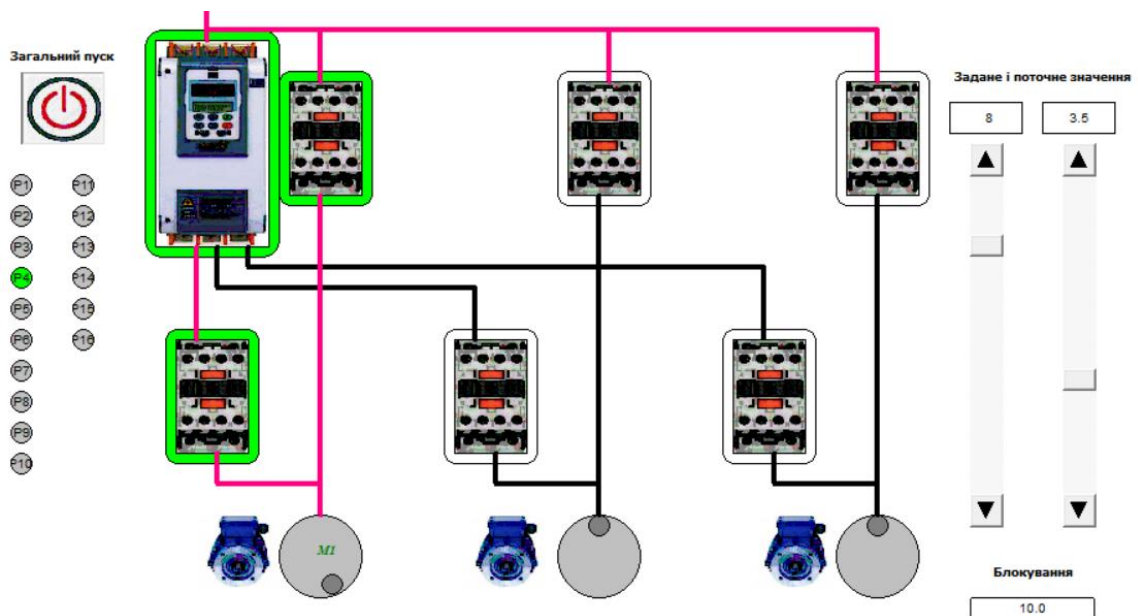 Загальний пуск
P1 P11
P2 P12
P3 P13
P4 P14
P5 P15
P6 P16
P7
P8
P9
P10
M1
Задане і поточне значення
8 3.5
Блокування
10.0